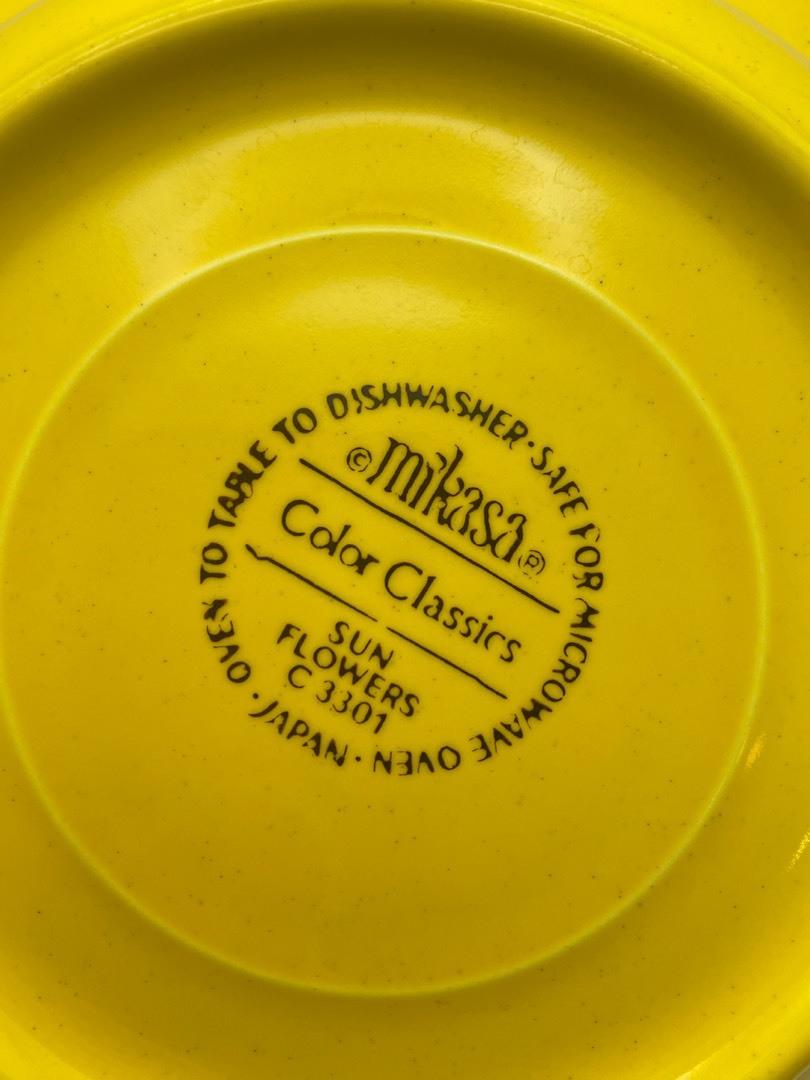 OVEN TO TABLE TO DISHWASHER · SAFE FOR MICROWAVE OVEN · JAPAN ·
© mikasa ®
Color Classics
SUN
FLOWERS
C 3301